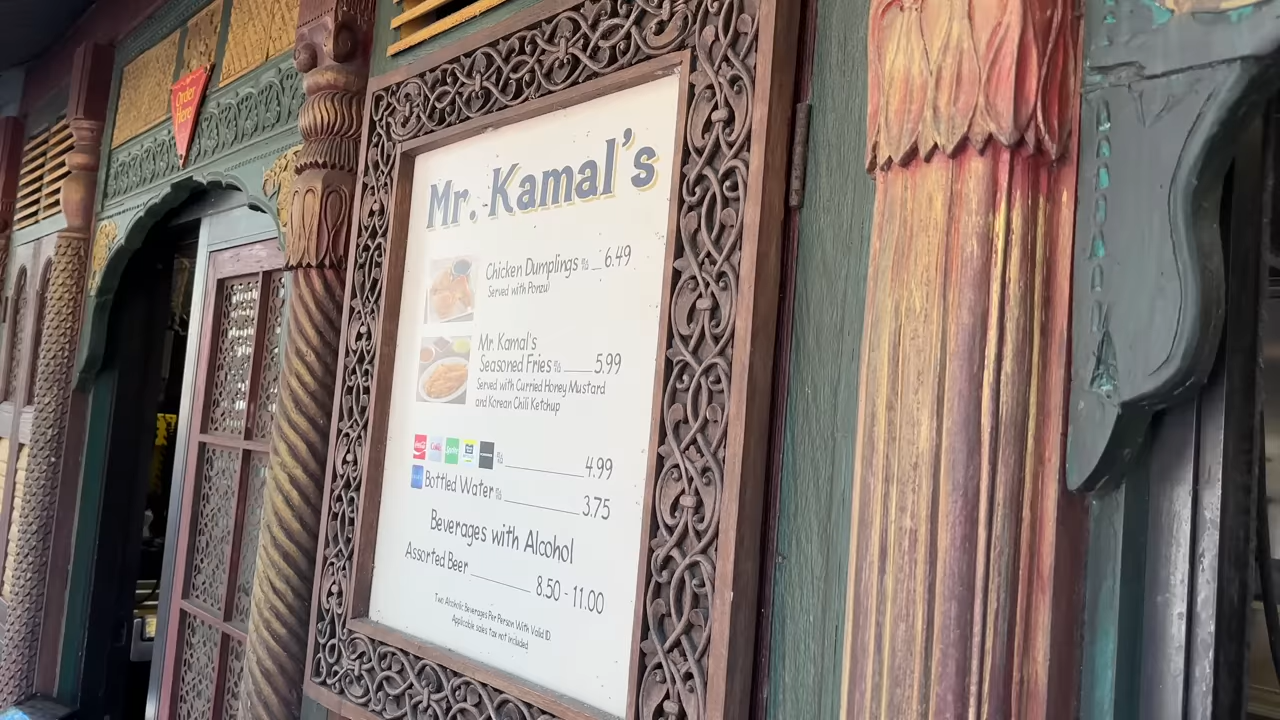 Order
Here
Mr. Kamal's
Chicken Dumplings 6.49
Served with Ponzu
Mr. Kamal's
Seasoned Fries 5.99
Served with Curried Honey Mustard
and Korean Chili Ketchup
4.99
Bottled Water 3.75
Beverages with Alcohol
Assorted Beer 8.50 - 11.00
Two Alcoholic Beverages Per Person With Valid ID
Applicable sales tax not included